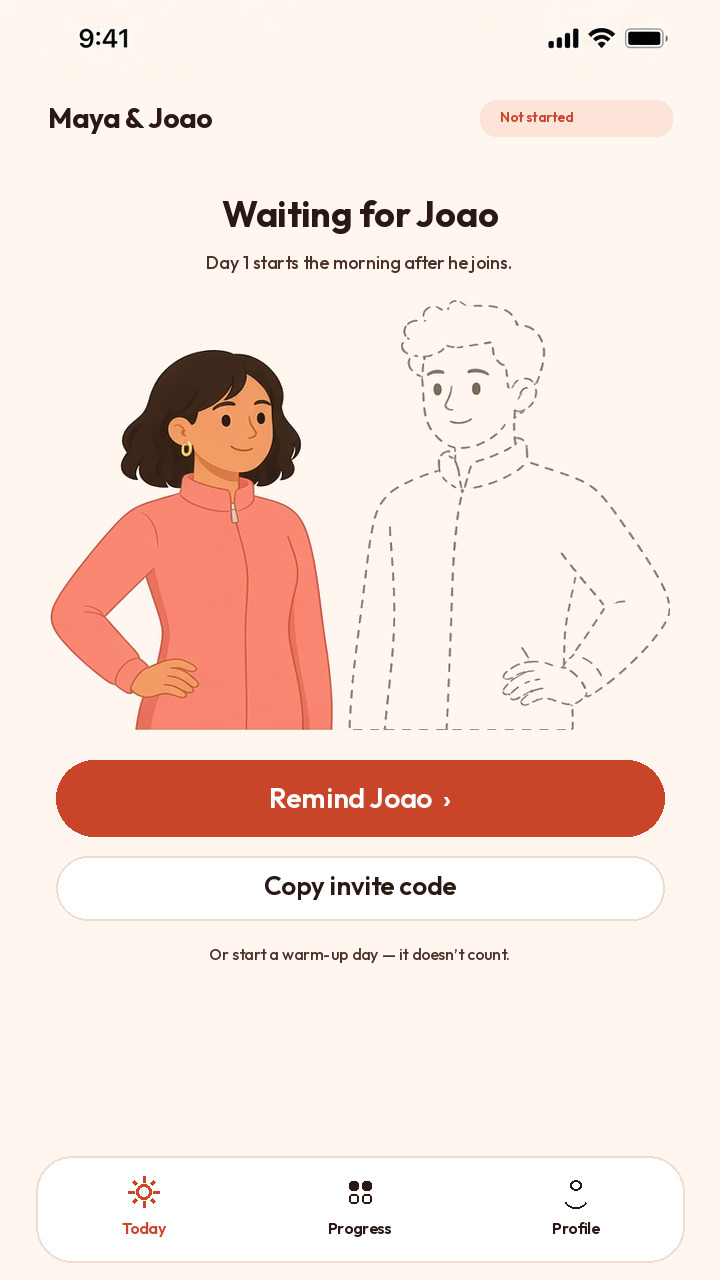 9:41
Maya & Joao
Not started
Waiting for Joao
Day 1 starts the morning after he joins.
Remind Joao ›
Copy invite code
Or start a warm-up day — it doesn't count.
Today
Progress
Profile